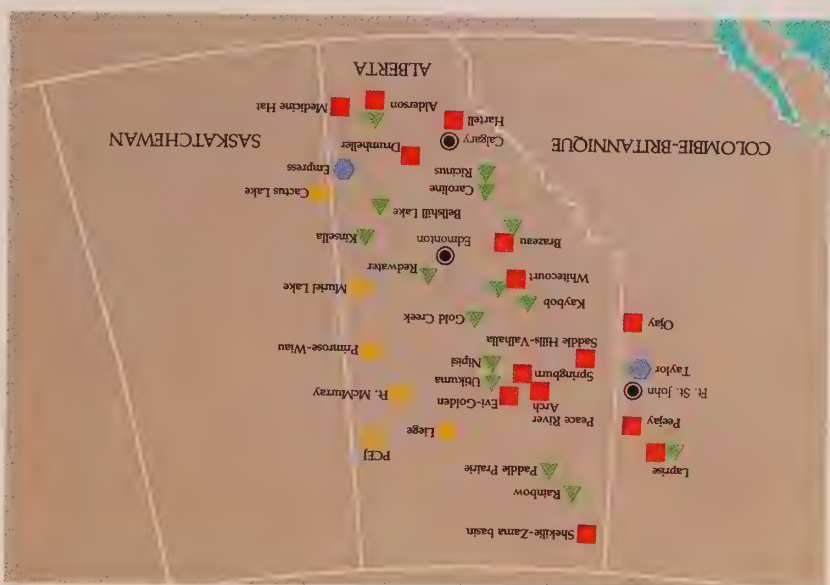 Shekilie-Zama basin
Rainbow
Paddle Prairie
Laprise
PCEJ
Peejay
Liege
Peace River
Arch
Evi-Golden
Ft. McMurray
Ft. St. John
Utikuma
Springburn
Taylor
Nipisi
Primrose-Wiau
Saddle Hills-Valhalla
Ojay
Gold Creek
Kaybob
Muriel Lake
Whitecourt
Redwater
Brazeau
Edmonton
Kinsella
Bellshill Lake
Cactus Lake
Caroline
Ricinus
Empress
COLOMBIE-BRITANNIQUE
Drumheller
Calgary
SASKATCHEWAN
Hartell
Alderson
Medicine Hat
ALBERTA